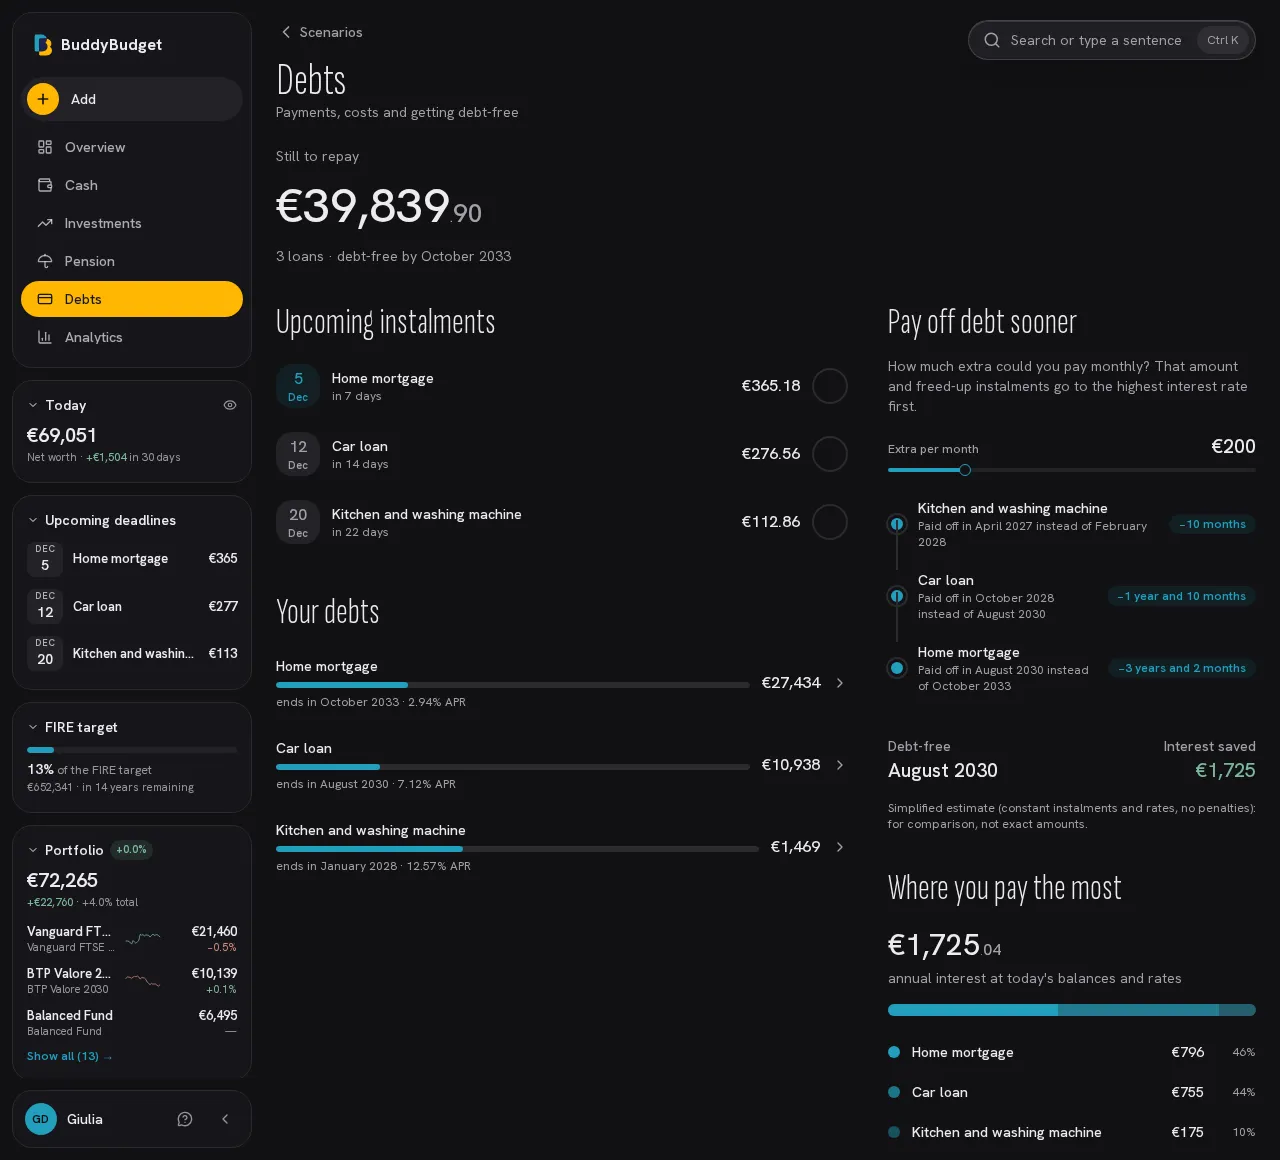 BuddyBudget
Add
Overview
Cash
Investments
Pension
Debts
Analytics
Today
€69,051
Net worth · +€1,504 in 30 days
Upcoming deadlines
DEC
5
Home mortgage
€365
DEC
12
Car loan
€277
DEC
20
Kitchen and washin...
€113
FIRE target
13% of the FIRE target
€652,341 · in 14 years remaining
Portfolio
+0.0%
€72,265
+€22,760 · +4.0% total
Vanguard FT...
€21,460
Vanguard FTSE ...
−0.5%
BTP Valore 2...
€10,139
BTP Valore 2030
+0.1%
Balanced Fund
€6,495
Balanced Fund
—
Show all (13) →
GD
Giulia
Scenarios
Search or type a sentence
Ctrl K
Debts
Payments, costs and getting debt-free
Still to repay
€39,839.90
3 loans · debt-free by October 2033
Upcoming instalments
5
Dec
Home mortgage
in 7 days
€365.18
12
Dec
Car loan
in 14 days
€276.56
20
Dec
Kitchen and washing machine
in 22 days
€112.86
Your debts
Home mortgage
€27,434
ends in October 2033 · 2.94% APR
Car loan
€10,938
ends in August 2030 · 7.12% APR
Kitchen and washing machine
€1,469
ends in January 2028 · 12.57% APR
Pay off debt sooner
How much extra could you pay monthly? That amount
and freed-up instalments go to the highest interest rate
first.
Extra per month
€200
Kitchen and washing machine
Paid off in April 2027 instead of February
2028
−10 months
Car loan
Paid off in October 2028
instead of August 2030
−1 year and 10 months
Home mortgage
Paid off in August 2030 instead
of October 2033
−3 years and 2 months
Debt-free
Interest saved
August 2030
€1,725
Simplified estimate (constant instalments and rates, no penalties):
for comparison, not exact amounts.
Where you pay the most
€1,725.04
annual interest at today's balances and rates
Home mortgage
€796
46%
Car loan
€755
44%
Kitchen and washing machine
€175
10%